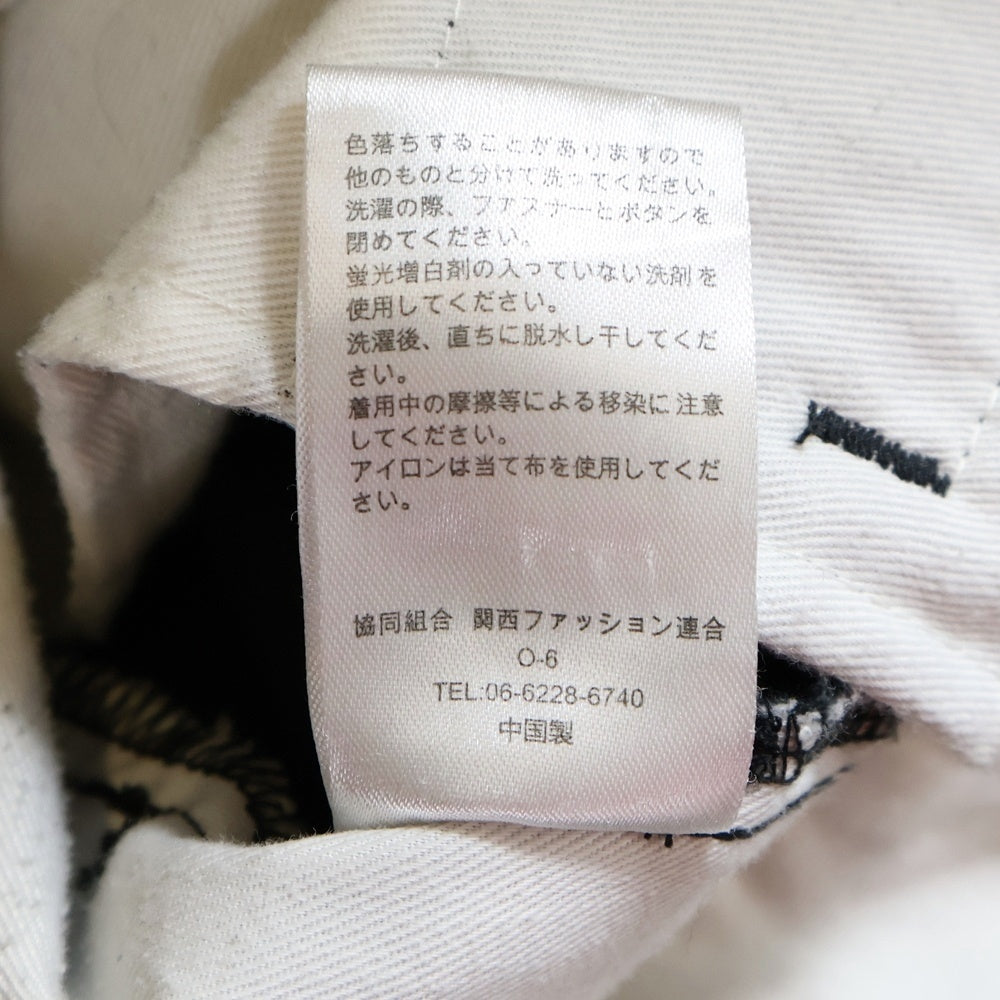 色落ちすることがありますので
他のものと分けて洗ってください。
洗濯の際、ファスナーとボタンを
閉めてください。
蛍光増白剤の入っていない洗剤を
使用してください。
洗濯後、直ちに脱水し干してくだ
さい。
着用中の摩擦等による移染に注意
してください。
アイロンは当て布を使用してくだ
さい。
協同組合 関西ファッション連合
O-6
TEL:06-6228-6740
中国製